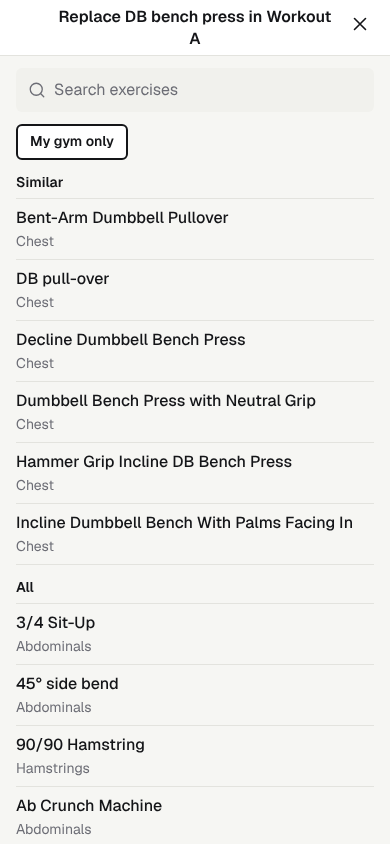 Replace DB bench press in Workout
A
Search exercises
My gym only
Similar
Bent-Arm Dumbbell Pullover
Chest
DB pull-over
Chest
Decline Dumbbell Bench Press
Chest
Dumbbell Bench Press with Neutral Grip
Chest
Hammer Grip Incline DB Bench Press
Chest
Incline Dumbbell Bench With Palms Facing In
Chest
All
3/4 Sit-Up
Abdominals
45° side bend
Abdominals
90/90 Hamstring
Hamstrings
Ab Crunch Machine
Abdominals